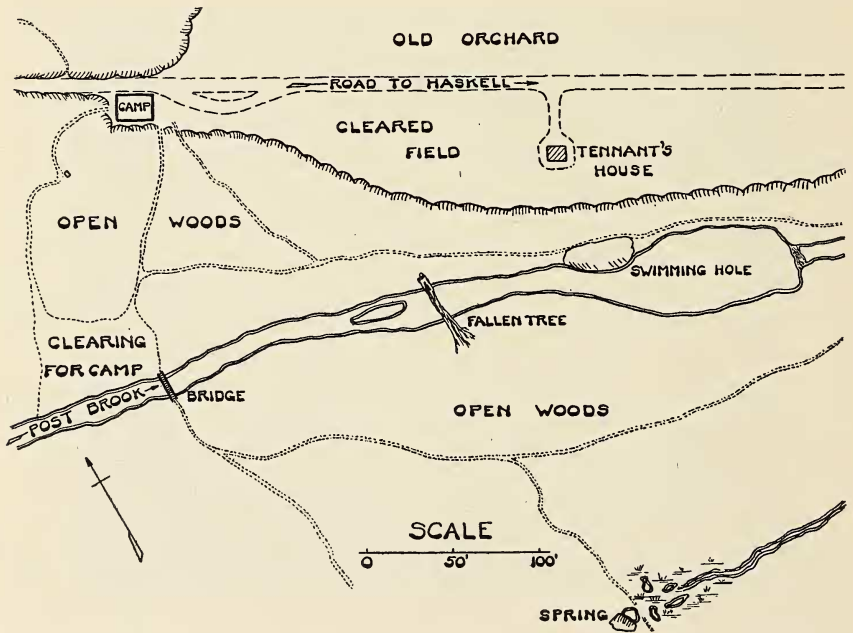 OLD ORCHARD
ROAD TO HASKELL
CAMP
CLEARED
FIELD
TENNANT'S
HOUSE
OPEN WOODS
SWIMMING HOLE
FALLEN TREE
CLEARING
FOR CAMP
POST BROOK
BRIDGE
OPEN WOODS
SCALE
0 50' 100'
SPRING